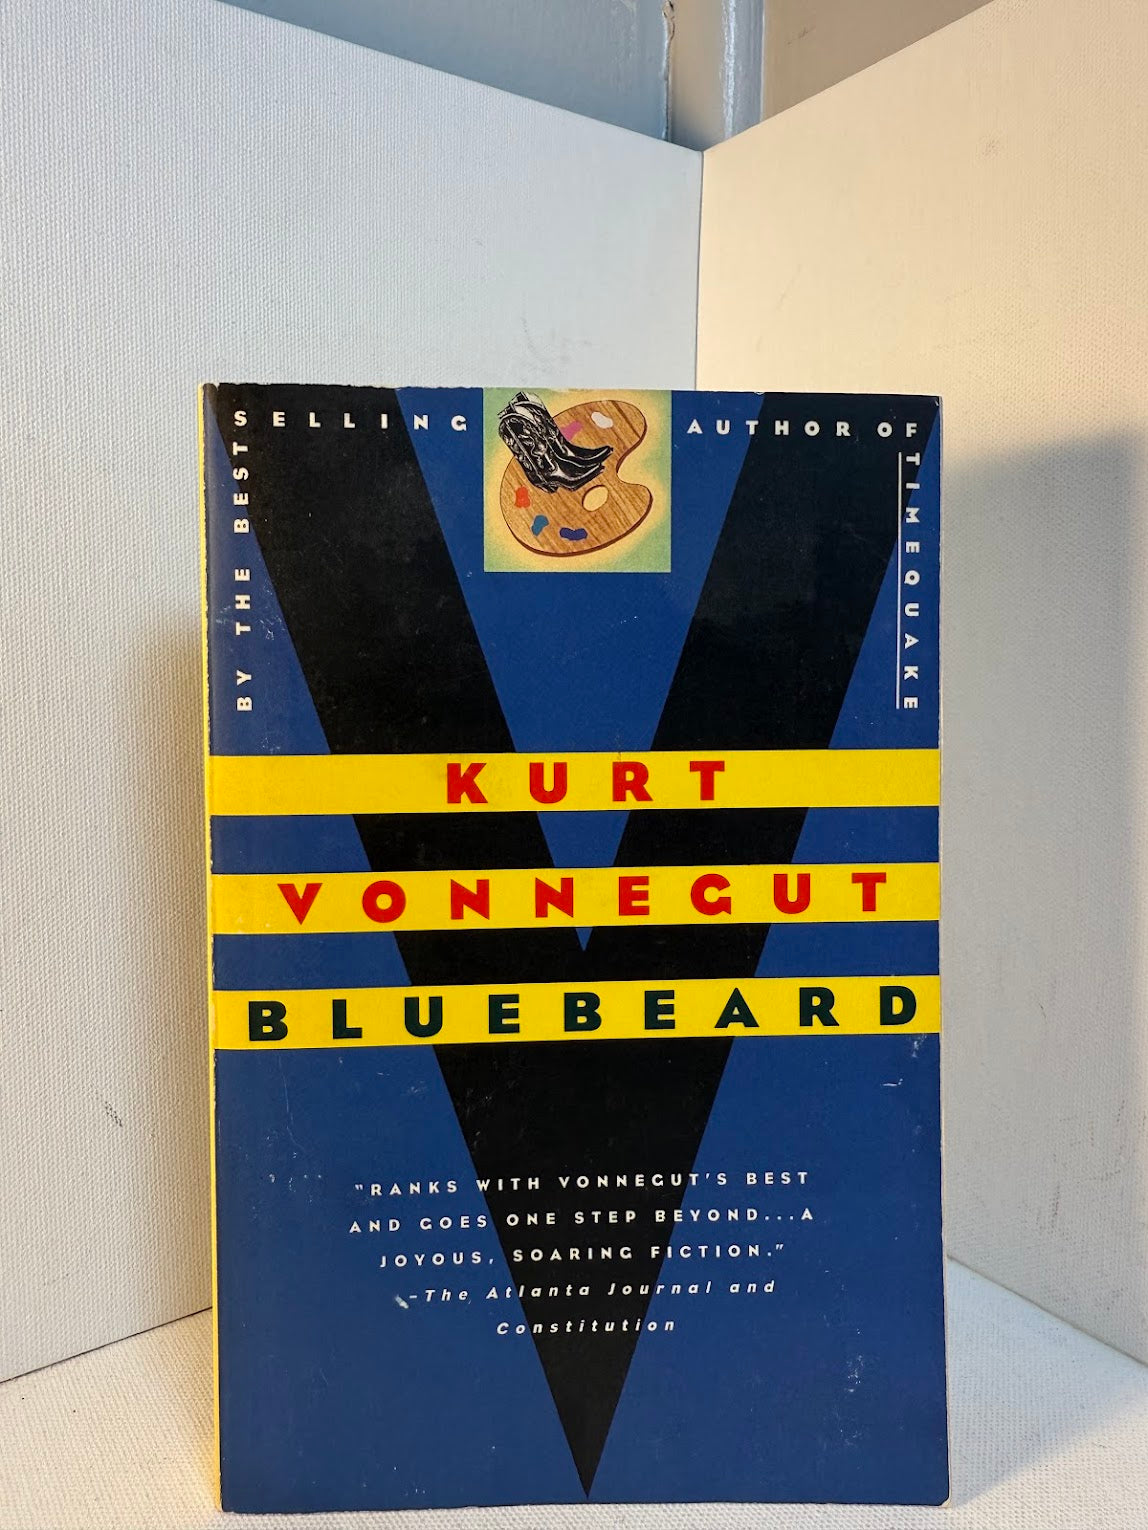 BY THE BEST
SELLING AUTHOR OF
TIMEQUAKE
KURT
VONNEGUT
BLUEBEARD
"RANKS WITH VONNEGUT'S BEST
AND GOES ONE STEP BEYOND...A
JOYOUS, SOARING FICTION."
-The Atlanta Journal and
Constitution